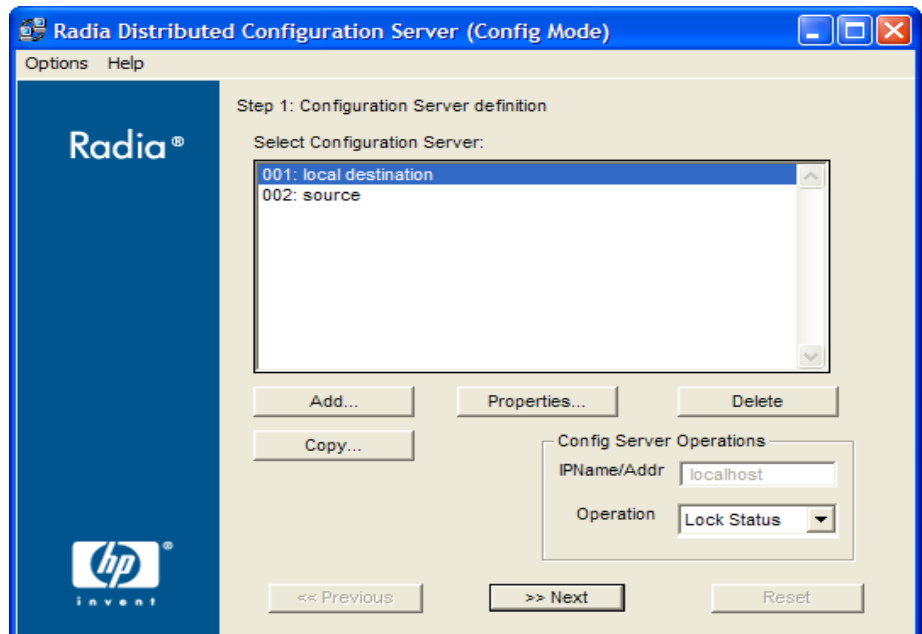 Radia Distributed Configuration Server (Config Mode)
Options Help
Radia®
Step 1: Configuration Server definition
Select Configuration Server:
001: local destination
002: source
Add... Properties... Delete
Copy...
Config Server Operations
IPName/Addr localhost
Operation Lock Status
hp®
invent
<< Previous >> Next Reset